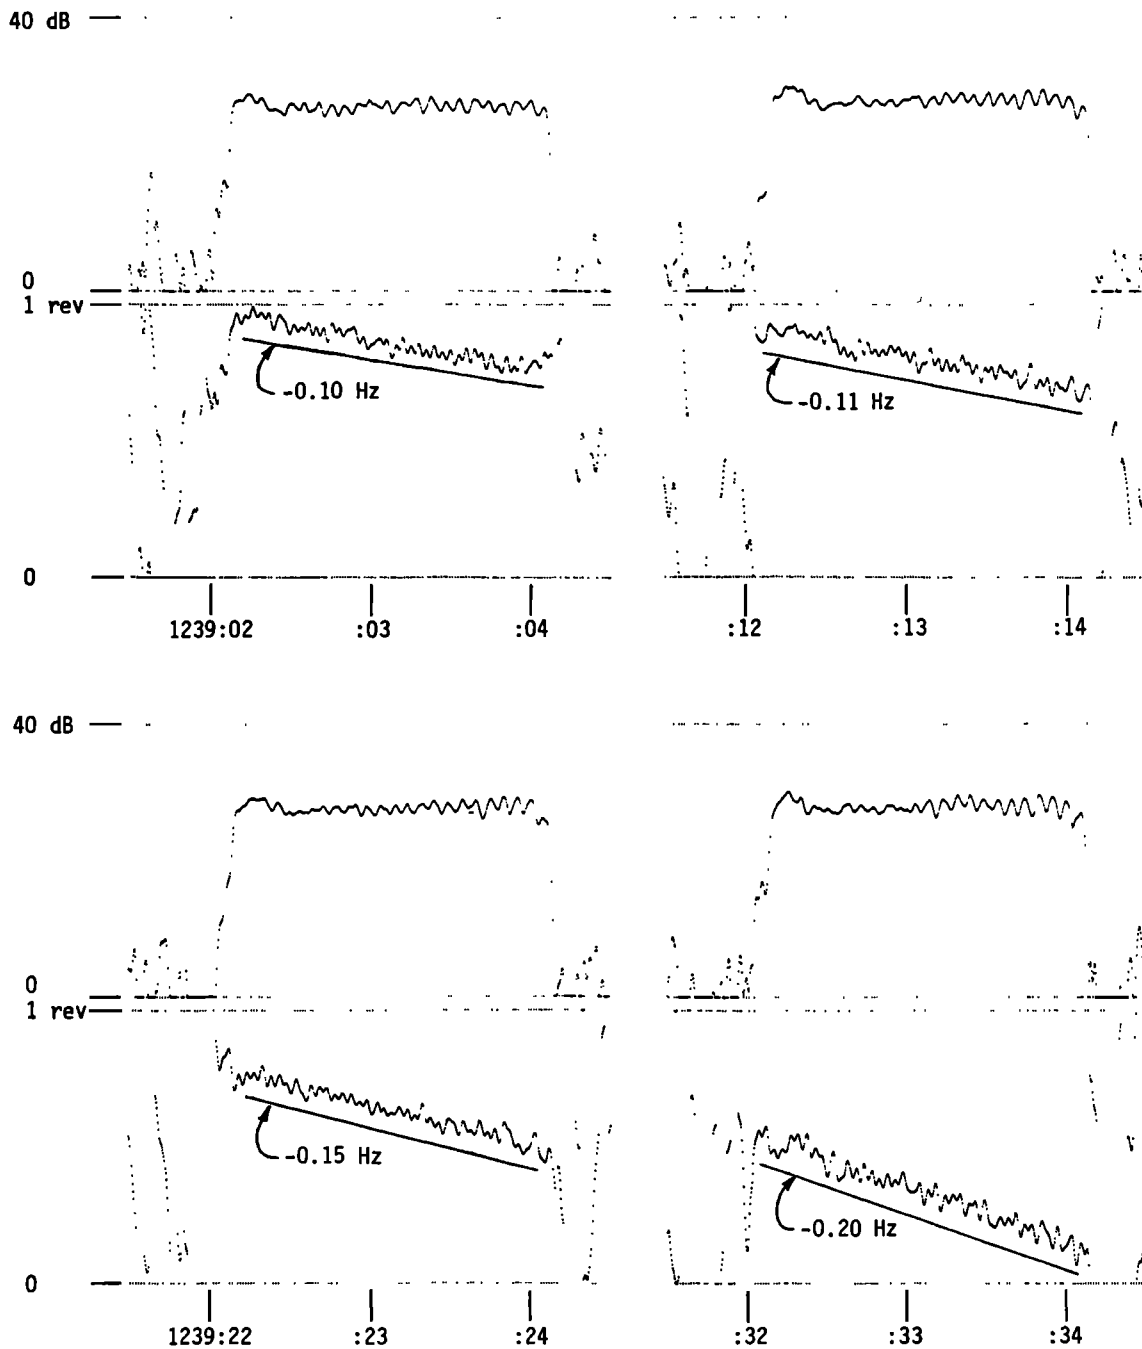 40 dB
0
1 rev
-0.10 Hz
-0.11 Hz
0
1239:02 :03 :04 :12 :13 :14
40 dB
0
1 rev
-0.15 Hz
-0.20 Hz
0
1239:22 :23 :24 :32 :33 :34